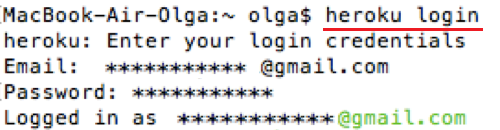 MacBook-Air-Olga:~ olga$ heroku login
heroku: Enter your login credentials
Email: *********** @gmail.com
Password: ***********
Logged in as ************@gmail.com